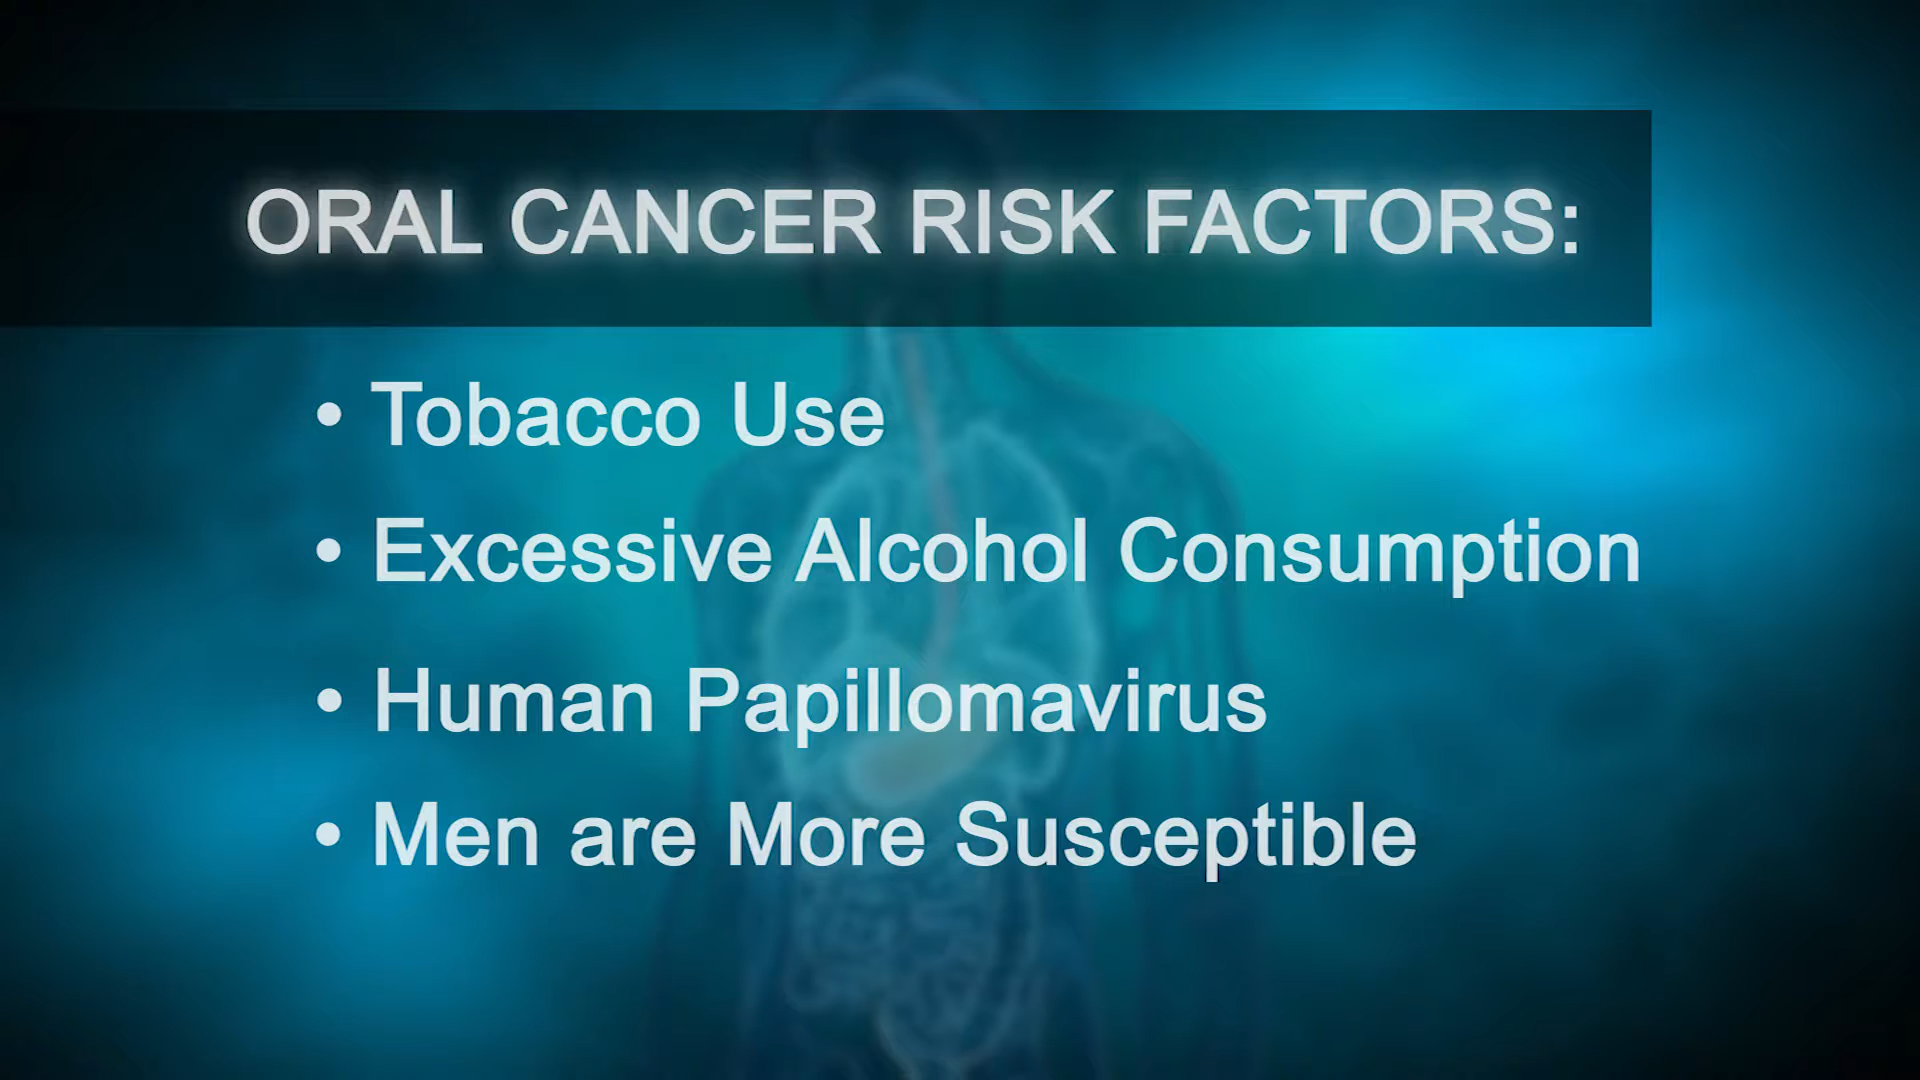 ORAL CANCER RISK FACTORS:
• Tobacco Use
• Excessive Alcohol Consumption
• Human Papillomavirus
• Men are More Susceptible